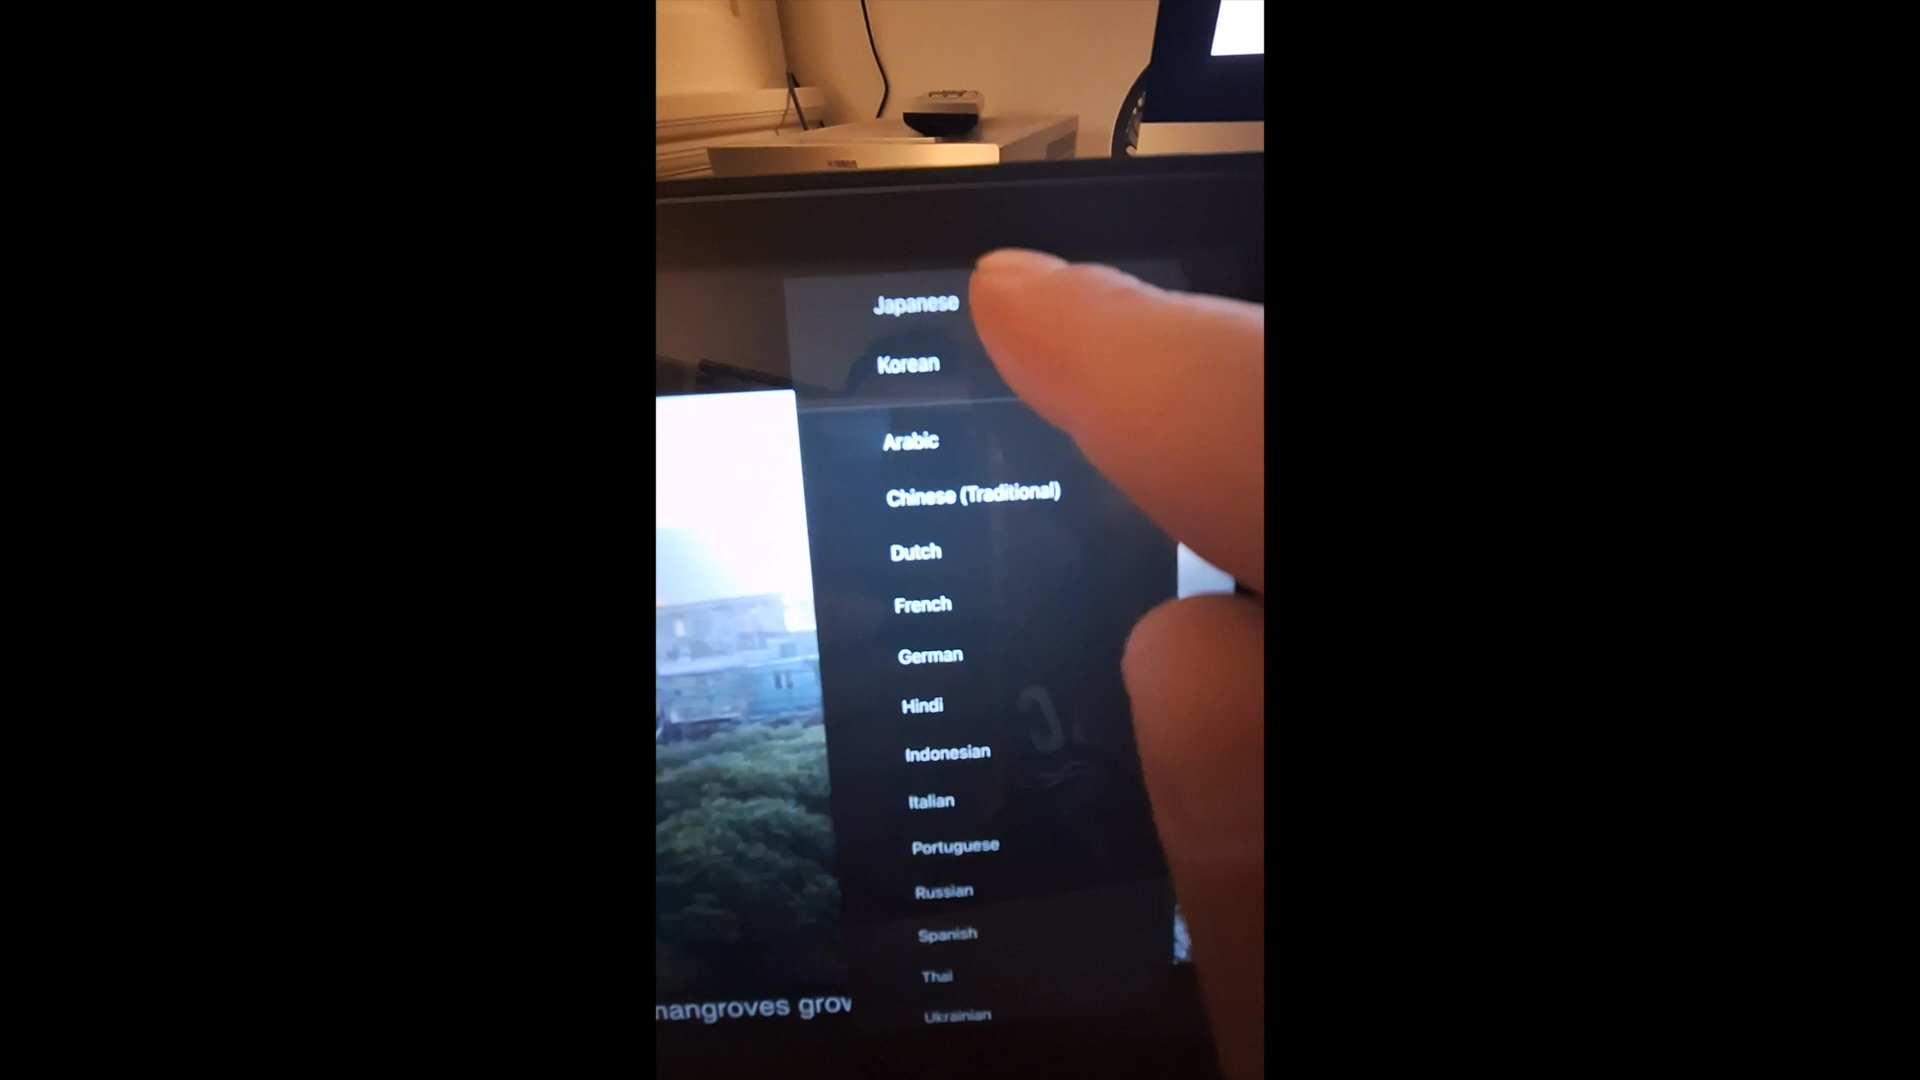 Japanese
Korean
Arabic
Chinese (Traditional)
Dutch
French
German
Hindi
Indonesian
Italian
Portuguese
Russian
Spanish
Thai
Ukrainian